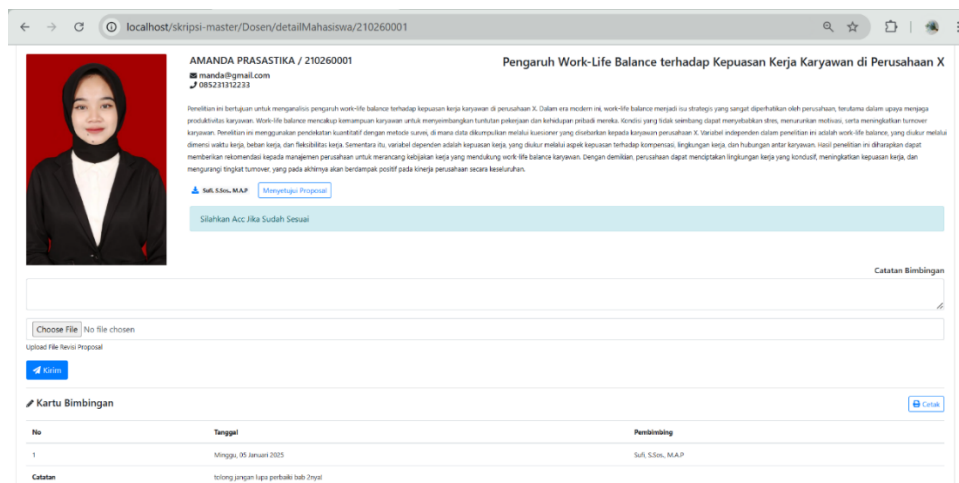 localhost/skripsi-master/Dosen/detailMahasiswa/210260001
AMANDA PRASASTIKA / 210260001
Pengaruh Work-Life Balance terhadap Kepuasan Kerja Karyawan di Perusahaan X
manda@gmail.com
085231312233
Penelitian ini bertujuan untuk menganalisis pengaruh work-life balance terhadap kepuasan kerja karyawan di perusahaan X. Dalam era modern ini, work-life balance menjadi isu strategis yang sangat diperhatikan oleh perusahaan, terutama dalam upaya menjaga
produktivitas karyawan. Work-life balance mencakup kemampuan karyawan untuk menyeimbangkan tuntutan pekerjaan dan kehidupan pribadi mereka. Kondisi yang tidak seimbang dapat menyebabkan stres, menurunkan motivasi, serta meningkatkan turnover
karyawan. Penelitian ini menggunakan pendekatan kuantitatif dengan metode survei, di mana data dikumpulkan melalui kuesioner yang disebarkan kepada karyawan perusahaan X. Variabel independen dalam penelitian ini adalah work-life balance, yang diukur melalui
dimensi waktu kerja, beban kerja, dan fleksibilitas kerja. Sementara itu, variabel dependen adalah kepuasan kerja, yang diukur melalui aspek kepuasan terhadap kompensasi, lingkungan kerja, dan hubungan antar karyawan. Hasil penelitian ini diharapkan dapat
memberikan rekomendasi kepada manajemen perusahaan untuk merancang kebijakan kerja yang mendukung work-life balance karyawan. Dengan demikian, perusahaan dapat menciptakan lingkungan kerja yang kondusif, meningkatkan kepuasan kerja, dan
mengurangi tingkat turnover, yang pada akhirnya akan berdampak positif pada kinerja perusahaan secara keseluruhan.
Sufi, S.Sos., M.A.P Menyetujui Proposal
Silahkan Acc Jika Sudah Sesuai
Catatan Bimbingan
Choose File No file chosen
Upload File Revisi Proposal
Kirim
Kartu Bimbingan
Cetak
No Tanggal Pembimbing
1 Minggu, 05 Januari 2025 Sufi, S.Sos., M.A.P
Catatan tolong jangan lupa perbaiki bab 2nya!